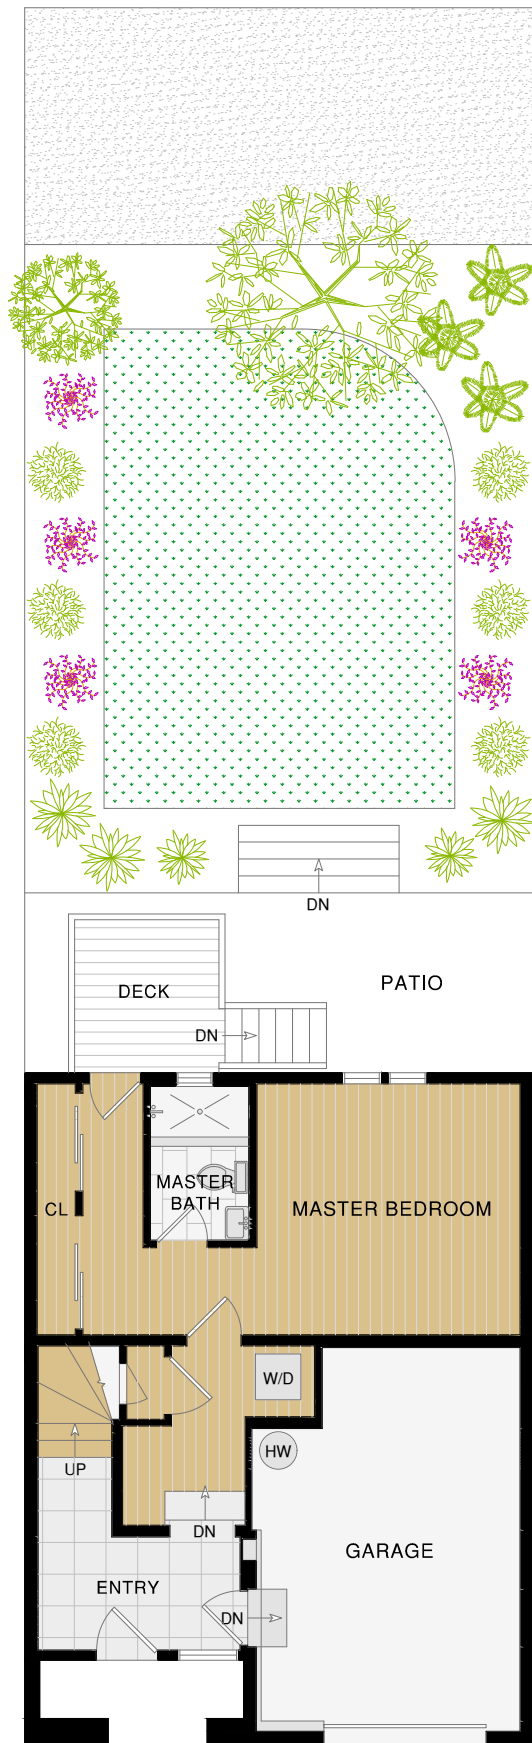 DN
DECK
PATIO
DN
CL
MASTER
BATH
MASTER BEDROOM
W/D
HW
UP
DN
GARAGE
ENTRY
DN